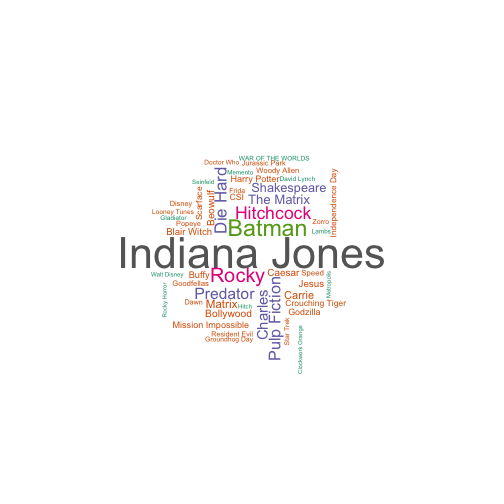 WAR OF THE WORLDS
Doctor Who
Jurassic Park
Memento
Woody Allen
Seinfeld
Harry Potter
David Lynch
Independence Day
Die Hard
Frida
Shakespeare
Scarface
Beowulf
CSI
The Matrix
Disney
Looney Tunes
Hitchcock
Gladiator
Popeye
Zorro
Blair Witch
Batman
Lambs
Indiana Jones
Walt Disney
Buffy
Rocky
Caesar
Speed
Metropolis
Goodfellas
Jesus
Rocky Horror
Predator
Pulp Fiction
Charles
Carrie
Dawn
Matrix
Hitch
Crouching Tiger
Bollywood
Godzilla
Mission Impossible
Star Trek
Clockwork Orange
Resident Evil
Groundhog Day